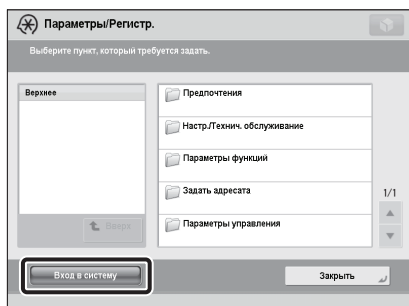 Параметры/Регистр.
Выберите пункт, который требуется задать.
Верхнее
Предпочтения
Настр./Технич. обслуживание
Параметры функций
Задать адресата
1/1
Вверх
Параметры управления
Вход в систему
Закрыть